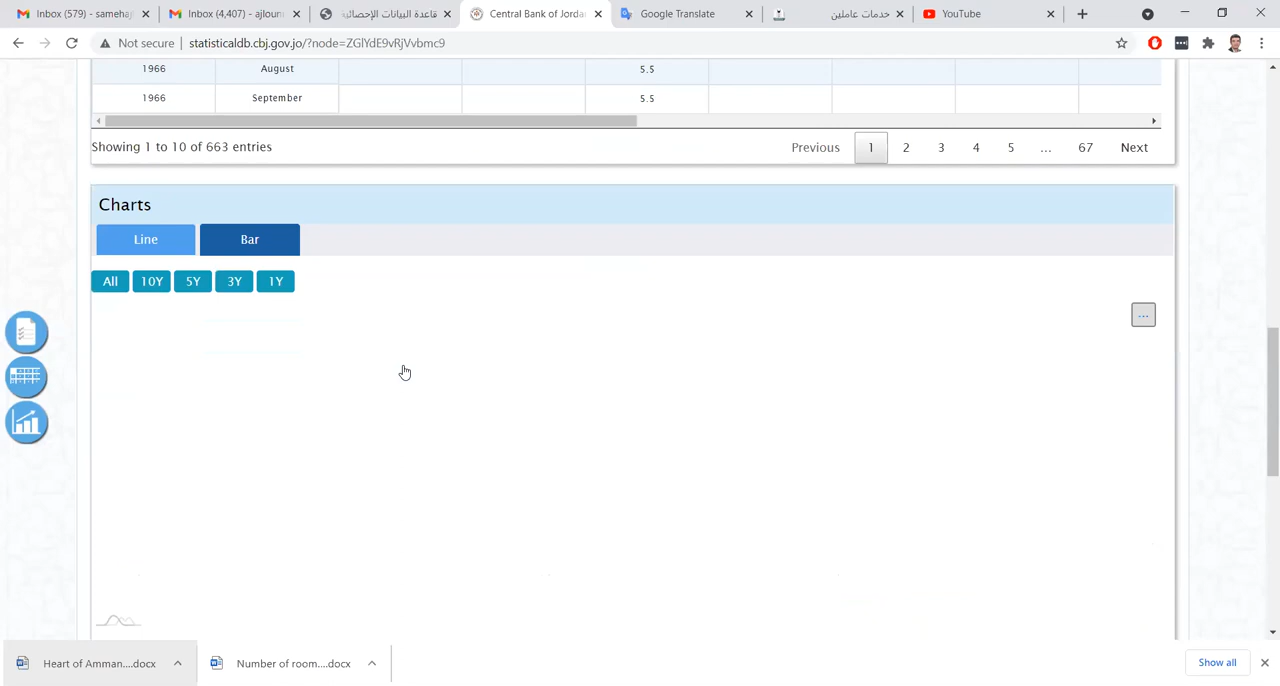 Inbox (579) - samehaj
Inbox (4,407) - ajloun
قاعدة البيانات الإحصائية
Central Bank of Jordan
Google Translate
خدمات عاملين
YouTube
Not secure | statisticaldb.cbj.gov.jo/?node=ZGlYdE9vRjVvbmc9
1966 August 5.5
1966 September 5.5
Showing 1 to 10 of 663 entries
Previous 1 2 3 4 5 ... 67 Next
Charts
Line Bar
All 10Y 5Y 3Y 1Y
...
Heart of Amman....docx
Number of room....docx
Show all